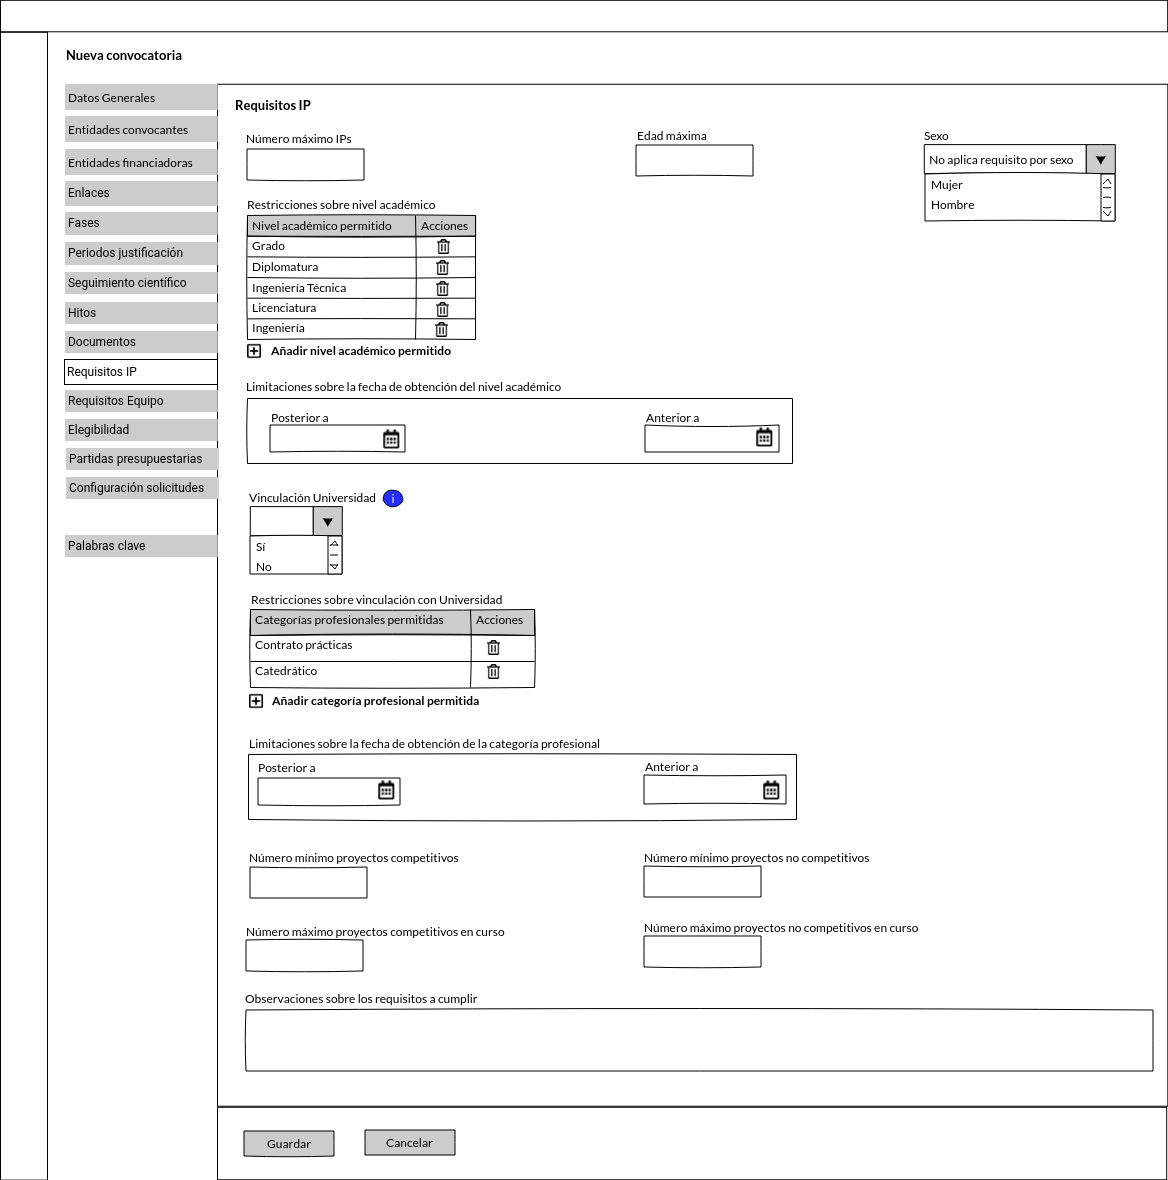 Nueva convocatoria
Datos Generales
Entidades convocantes
Entidades financiadoras
Enlaces
Fases
Periodos justificación
Seguimiento científico
Hitos
Documentos
Requisitos IP
Requisitos Equipo
Elegibilidad
Partidas presupuestarias
Configuración solicitudes
Palabras clave
Requisitos IP
Número máximo IPs
Edad máxima
Sexo
No aplica requisito por sexo
Mujer
Hombre
Restricciones sobre nivel académico
Nivel académico permitido Acciones
Grado
Diplomatura
Ingeniería Técnica
Licenciatura
Ingeniería
Añadir nivel académico permitido
Limitaciones sobre la fecha de obtención del nivel académico
Posterior a
Anterior a
Vinculación Universidad i
Sí
No
Restricciones sobre vinculación con Universidad
Categorías profesionales permitidas Acciones
Contrato prácticas
Catedrático
Añadir categoría profesional permitida
Limitaciones sobre la fecha de obtención de la categoría profesional
Posterior a
Anterior a
Número mínimo proyectos competitivos
Número mínimo proyectos no competitivos
Número máximo proyectos competitivos en curso
Número máximo proyectos no competitivos en curso
Observaciones sobre los requisitos a cumplir
Guardar
Cancelar